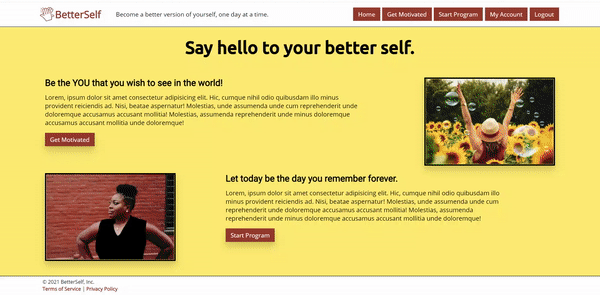 BetterSelf
Become a better version of yourself, one day at a time.
Home
Get Motivated
Start Program
My Account
Logout
Say hello to your better self.
Be the YOU that you wish to see in the world!
Lorem, ipsum dolor sit amet consectetur adipisicing elit. Hic, cumque nihil odio quibusdam illo minus
provident reiciendis ad. Nisi, beatae aspernatur! Molestias, assumenda unde cum reprehenderit unde
doloremque accusamus accusant mollitia! Molestias, assumenda reprehenderit unde minus doloremque
accusamus accusant mollitia unde doloremque!
Get Motivated
Let today be the day you remember forever.
Lorem, ipsum dolor sit amet consectetur adipisicing elit. Hic, cumque nihil odio quibusdam illo minus
provident reiciendis ad. Nisi, beatae aspernatur! Molestias, assumenda unde cum
reprehenderit unde doloremque accusamus accusant mollitia! Molestias, assumenda
reprehenderit unde minus doloremque accusamus accusant mollitia unde doloremque!
Start Program
© 2021 BetterSelf, Inc.
Terms of Service | Privacy Policy